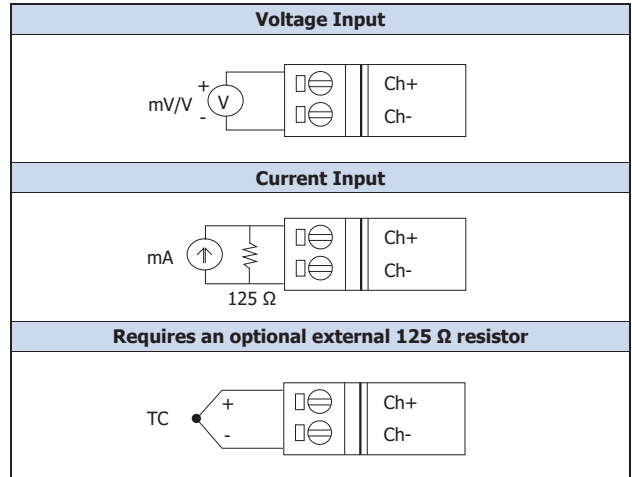 Voltage Input
+
mV/V
V
-
Ch+
Ch-
Current Input
mA
125 Ω
Ch+
Ch-
Requires an optional external 125 Ω resistor
TC
+
-
Ch+
Ch-